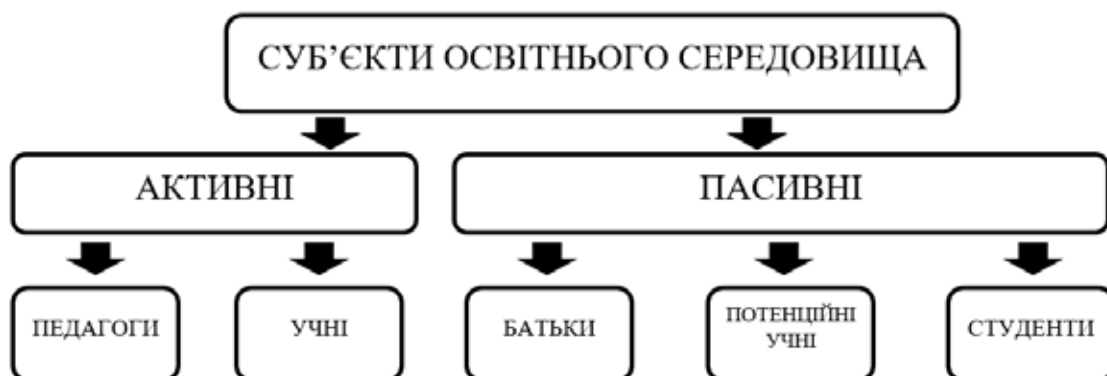 СУБ’ЄКТИ ОСВІТНЬОГО СЕРЕДОВИЩА
АКТИВНІ
ПАСИВНІ
ПЕДАГОГИ
УЧНІ
БАТЬКИ
ПОТЕНЦІЙНІ
УЧНІ
СТУДЕНТИ